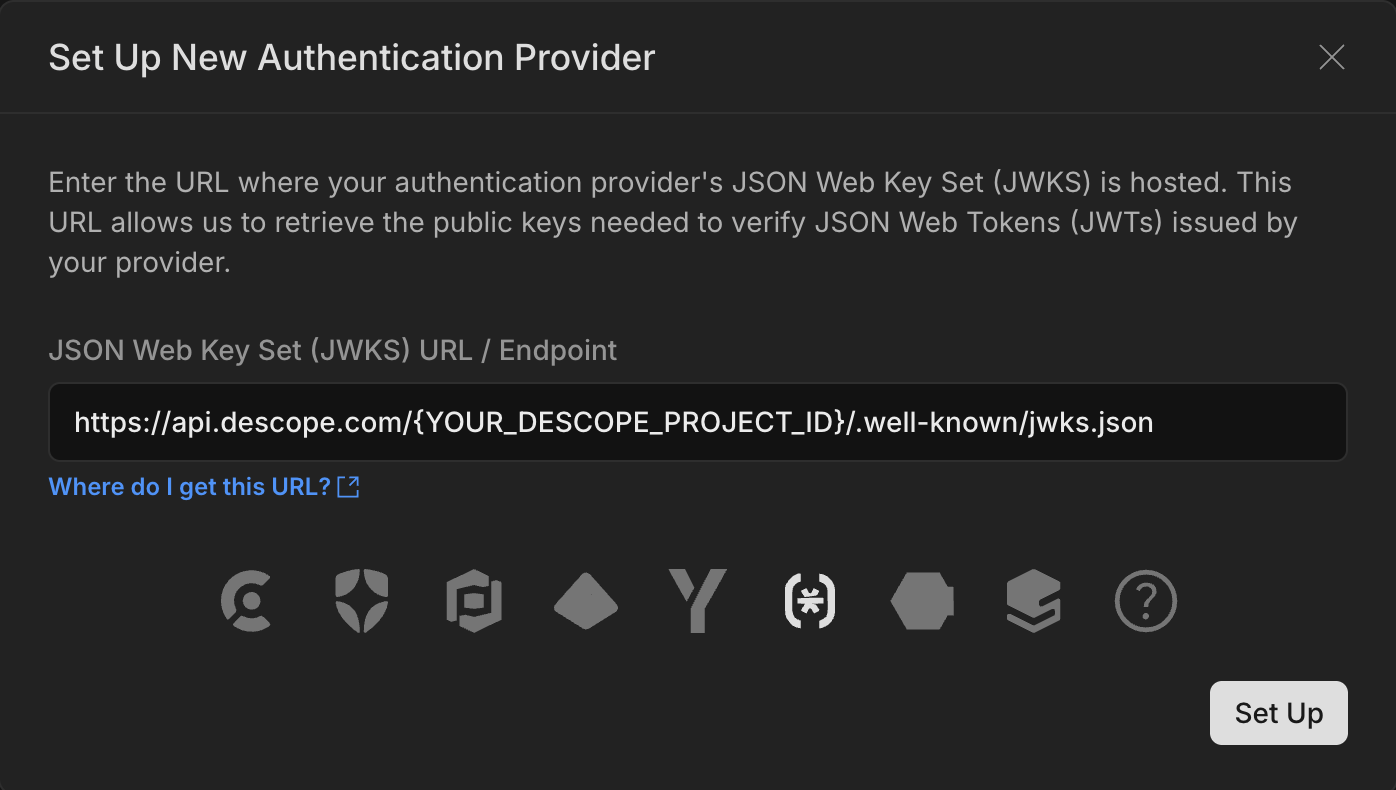 Set Up New Authentication Provider
Enter the URL where your authentication provider's JSON Web Key Set (JWKS) is hosted. This
URL allows us to retrieve the public keys needed to verify JSON Web Tokens (JWTs) issued by
your provider.
JSON Web Key Set (JWKS) URL / Endpoint
https://api.descope.com/{YOUR_DESCOPE_PROJECT_ID}/.well-known/jwks.json
Where do I get this URL?
Set Up